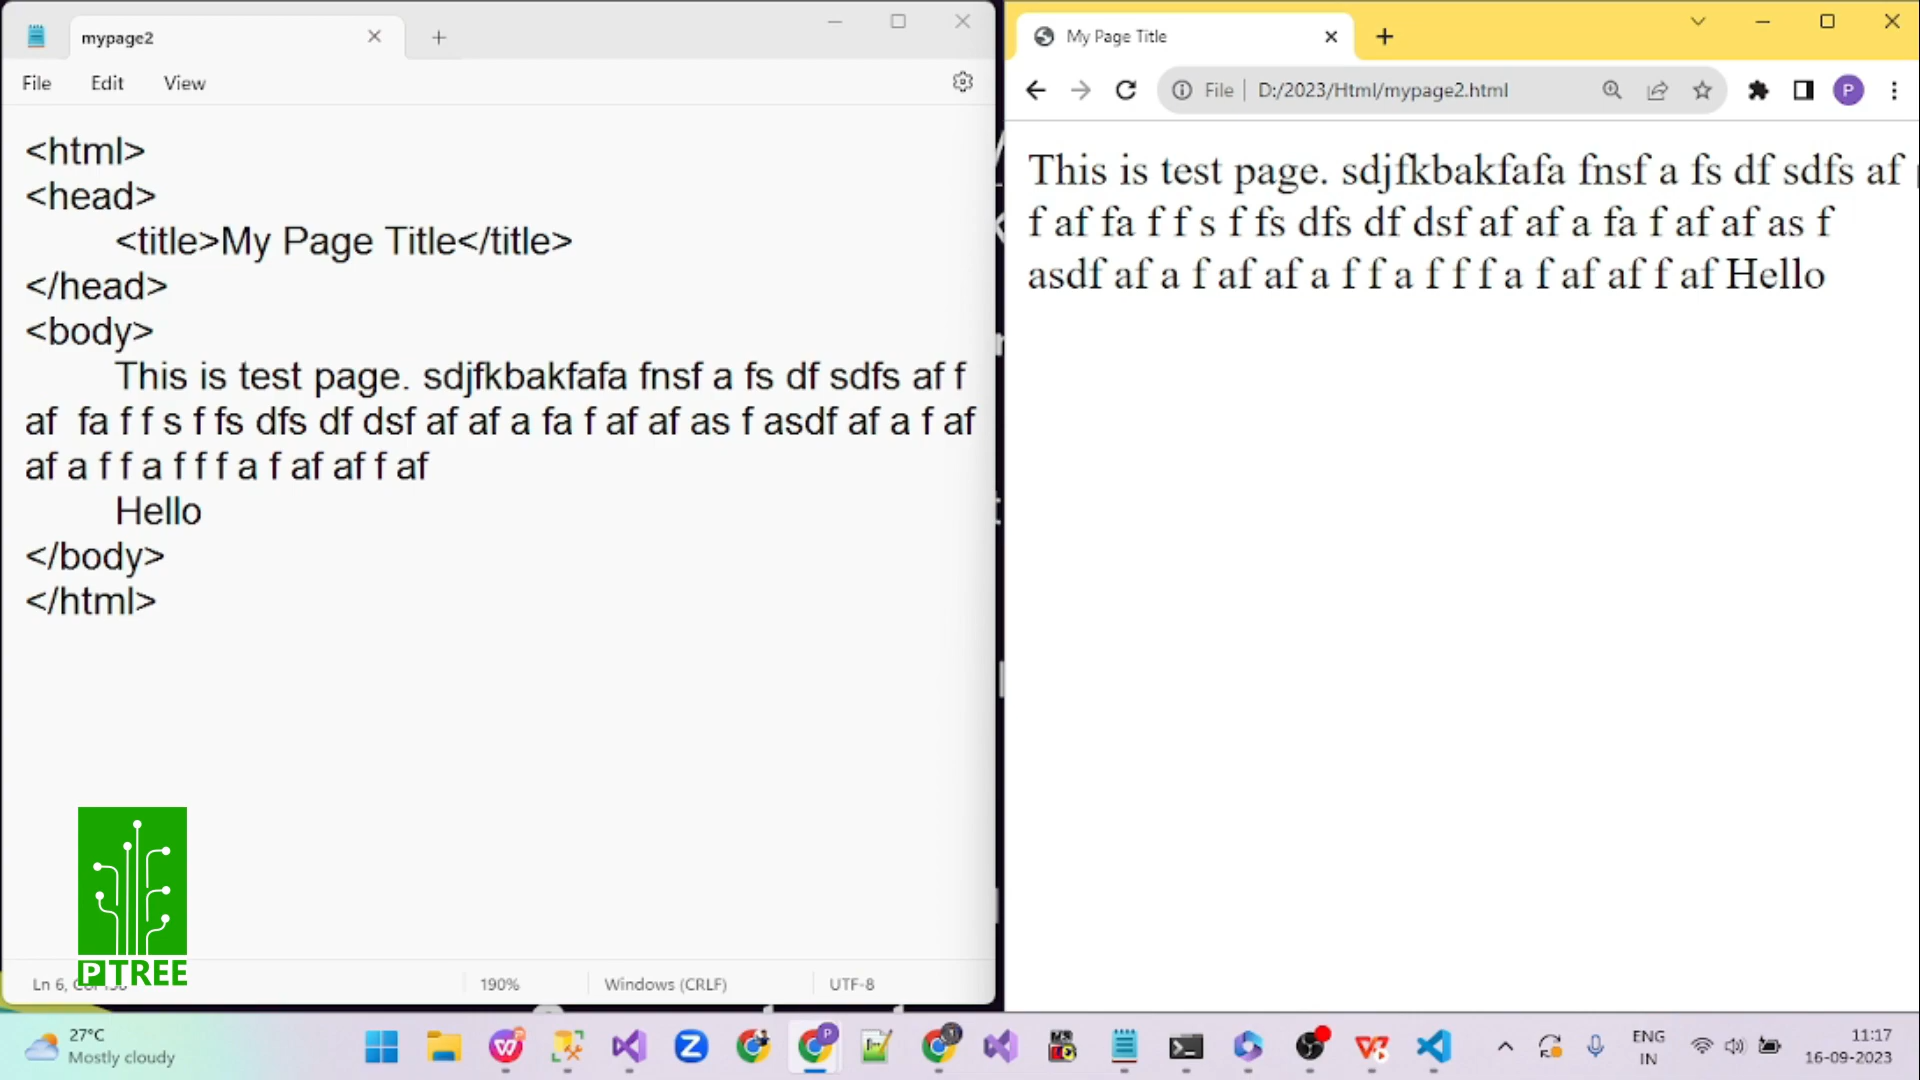 mypage2
File Edit View
<html>
<head>
<title>My Page Title</title>
</head>
<body>
This is test page. sdjfkbakfafa fnsf a fs df sdfs af f
af  fa f f s f fs dfs df dsf af af a fa f af af as f asdf af a f af
af a f f a f f f a f af af f af
Hello
</body>
</html>
PTREE
Ln 6,
190%
Windows (CRLF)
UTF-8
My Page Title
File D:/2023/Html/mypage2.html
P
This is test page. sdjfkbakfafa fnsf a fs df sdfs af
f af fa f f s f fs dfs df dsf af af a fa f af af as f
asdf af a f af af a f f a f f f a f af af f af Hello
27°C
Mostly cloudy
ENG
IN
11:17
16-09-2023